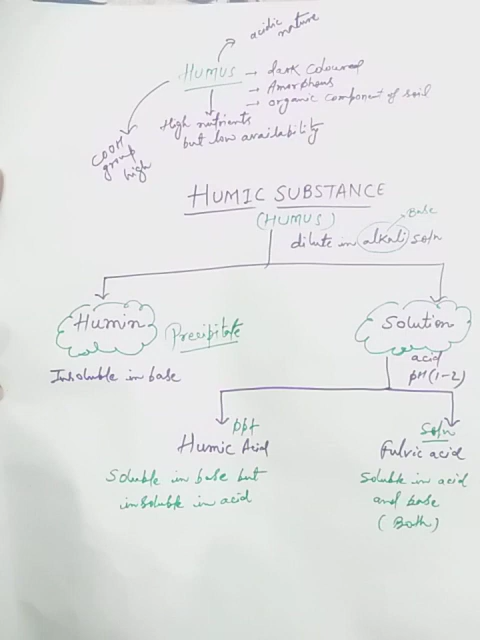 acidic nature
HUMUS
dark coloured
Amorphous
organic component of soil
High nutrients
but low availability
COOH
group
high
HUMIC SUBSTANCE
(HUMUS)
Base
dilute in alkali soln
Humin
Precipitate
Solution
Insoluble in base
acid
pH (1-2)
ppt
Humic Acid
Soluble in base but
insoluble in acid
Soln
Fulvic acid
Soluble in acid
and base
(Both)